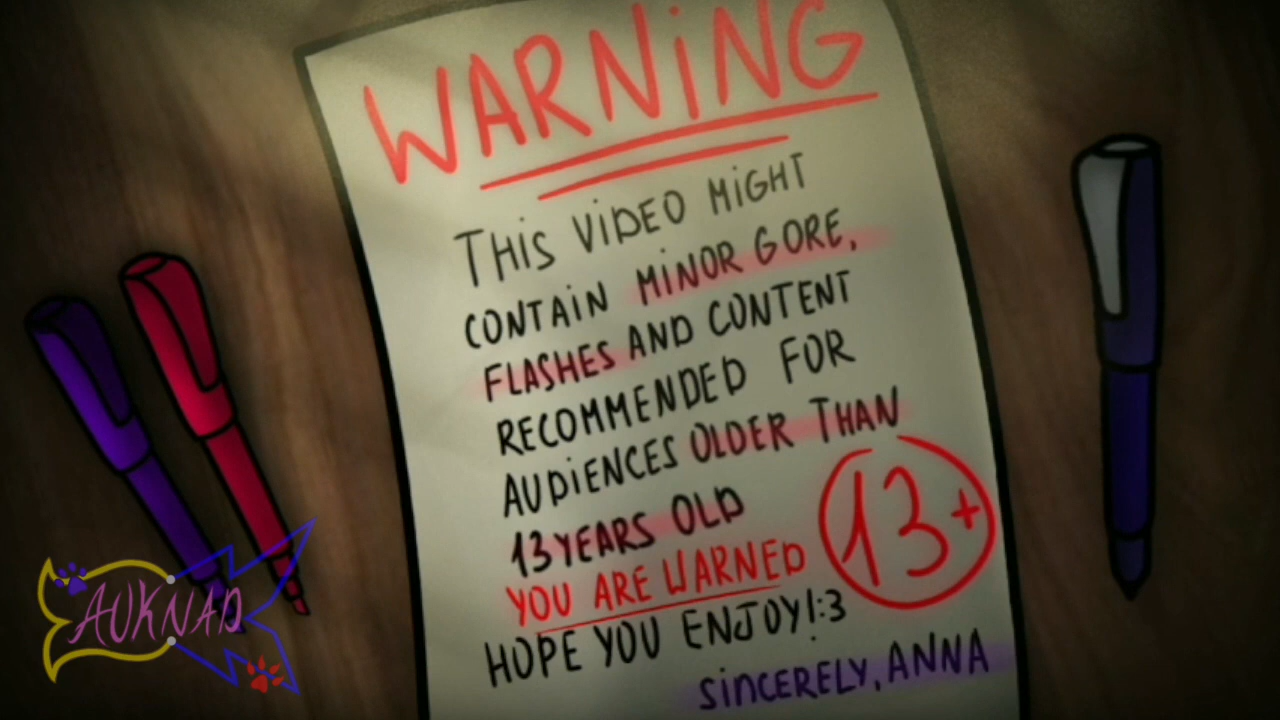 WARNiNG
THiS ViDEO MiGHT
CONTAiN MiNOR GORE,
FLASHES AND CONTENT
RECOMMENDED FOR
AUDiENCES OLDER THAN
13 YEARS OLD
13+
YOU ARE WARNED
HOPE YOU ENJOY!:3
SiNCERELY, ANNA
AUKNAD